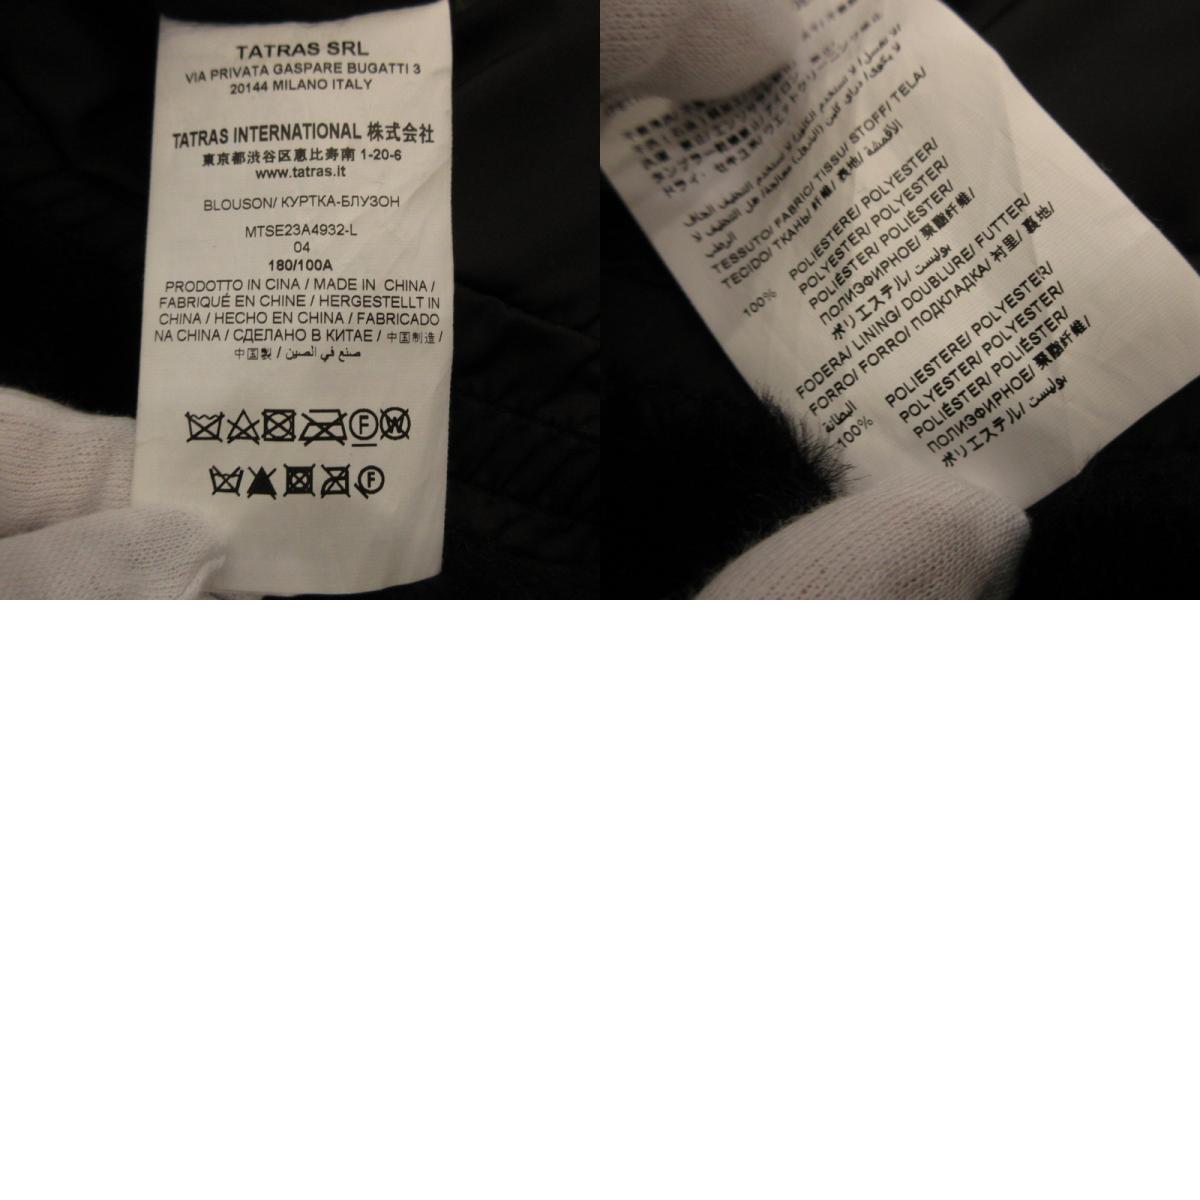 TATRAS SRL
VIA PRIVATA GASPARE BUGATTI 3
20144 MILANO ITALY
TATRAS INTERNATIONAL 株式会社
東京都渋谷区恵比寿南 1-20-6
www.tatras.it
BLOUSON/ КУРТКА-БЛУЗОН
MTSE23A4932-L
04
180/100A
PRODOTTO IN CINA / MADE IN CHINA /
FABRIQUÉ EN CHINE / HERGESTELLT IN
CHINA / HECHO EN CHINA / FABRICADO
NA CHINA / СДЕЛАНО В КИТАЕ / 中国制造 /
中国製 / صنع في الصين
F W
F
TESSUTO/ FABRIC/ TISSU/ STOFF/ TELA/
TECIDO/ ТКАНЬ/ 纤维/ 表地/ الأقمشة
100% POLIESTERE/ POLYESTER/
POLYESTER/ POLYESTER/
POLIÉSTER/ POLIÉSTER/
ПОЛИЭФИРНОЕ/ 聚酯纤维/
ポリエステル/ بوليست
FODERA/ LINING/ DOUBLURE/ FUTTER/
FORRO/ FORRO/ ПОДКЛАДКА/ 衬里/ 裏地/
البطانة
100% POLIESTERE/ POLYESTER/
POLYESTER/ POLYESTER/
POLIÉSTER/ POLIÉSTER/
ПОЛИЭФИРНОЕ/ 聚酯纤维/
ポリエステル/ بوليست